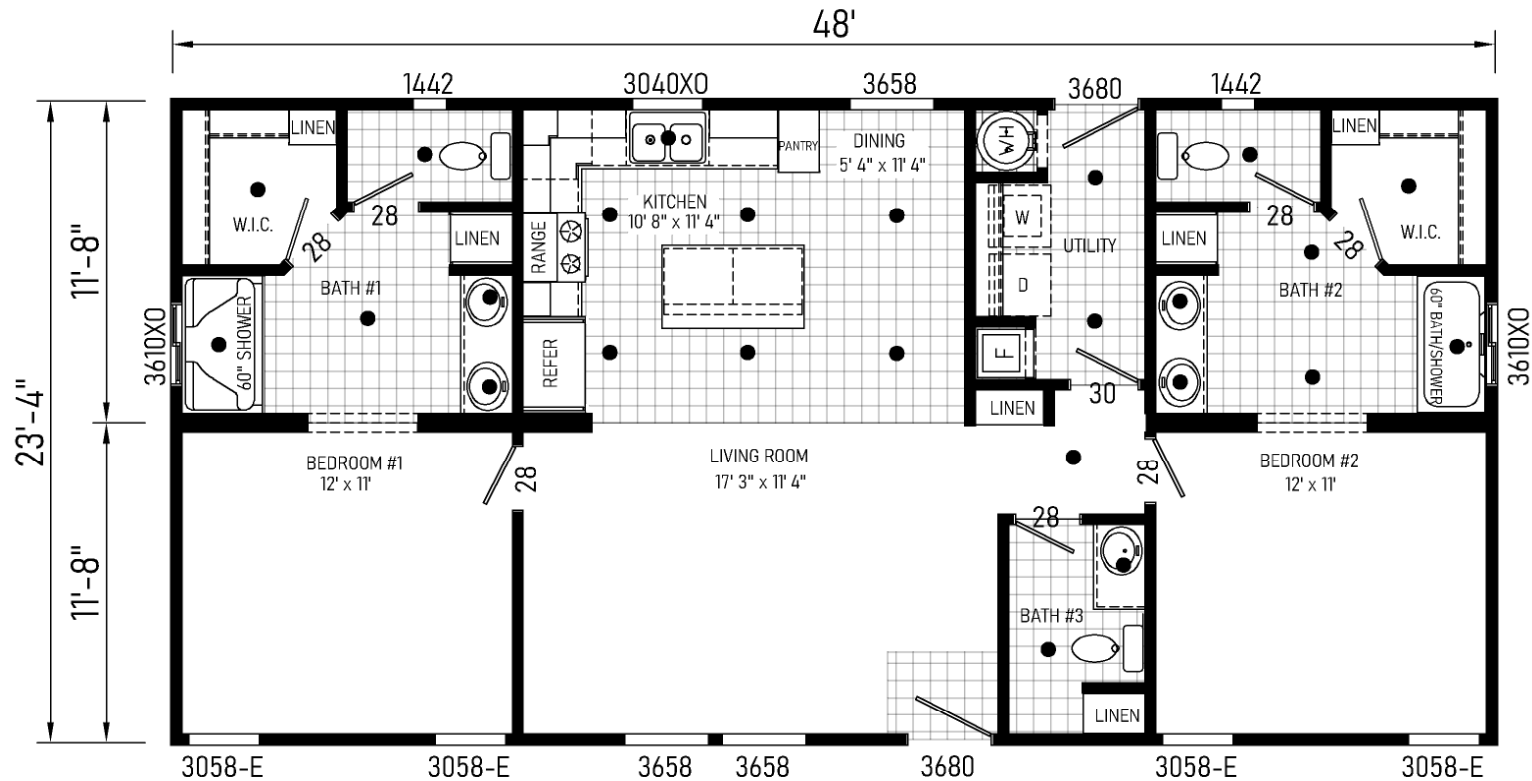 48'
1442
3040XO
3658
3680
1442
LINEN
W.I.C.
28
28
LINEN
PANTRY
DINING
5' 4" x 11' 4"
KITCHEN
10' 8" x 11' 4"
RANGE
REFER
WH
W
D
UTILITY
F
30
LINEN
LINEN
28
28
W.I.C.
LINEN
BATH #1
60" SHOWER
BATH #2
60" BATH/SHOWER
3610XO
3610XO
11'-8"
23'-4"
11'-8"
BEDROOM #1
12' x 11'
28
LIVING ROOM
17' 3" x 11' 4"
28
BEDROOM #2
12' x 11'
28
BATH #3
LINEN
3058-E
3058-E
3658
3658
3680
3058-E
3058-E